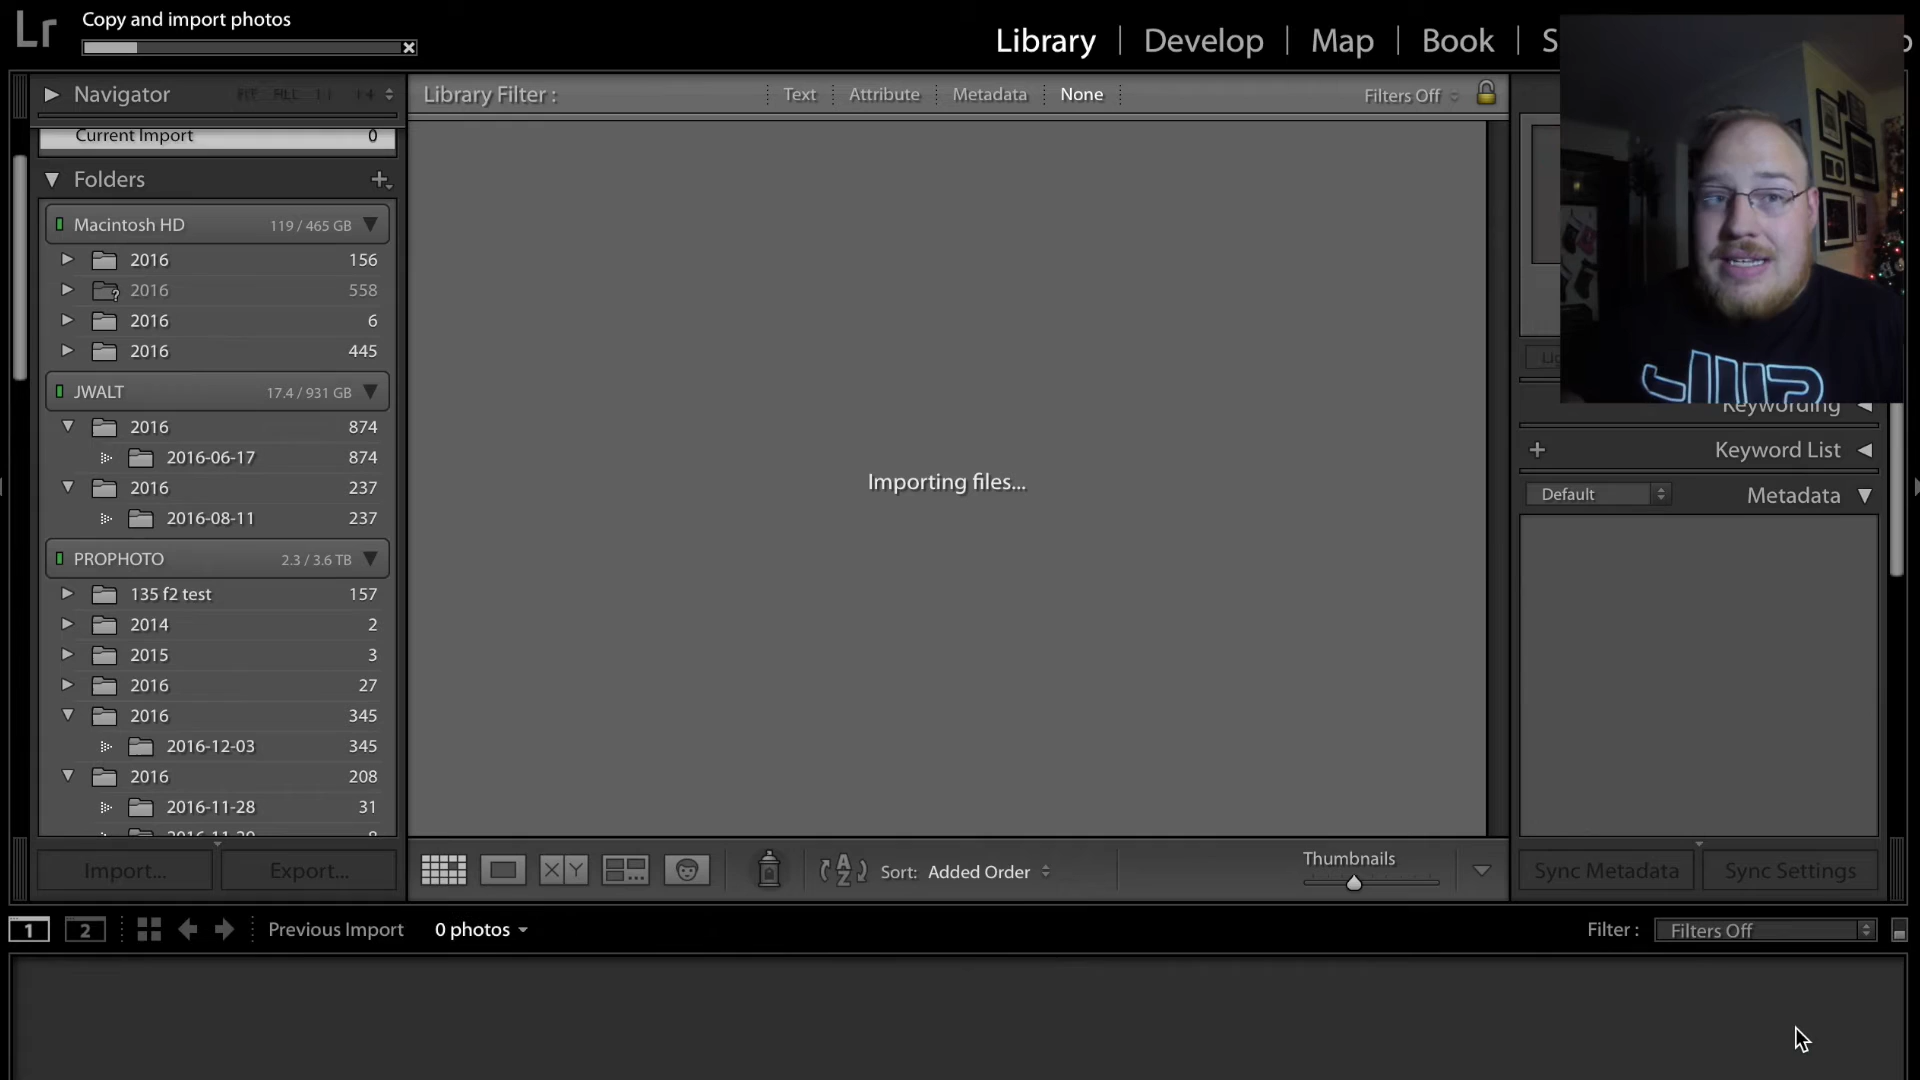 Lr
Copy and import photos
Library | Develop | Map | Book |
Navigator
Library Filter :
Text
Attribute
Metadata
None
Filters Off
Current Import 0
Folders
Macintosh HD 119 / 465 GB
2016 156
2016 558
2016 6
2016 445
JWALT 17.4 / 931 GB
2016 874
2016-06-17 874
2016 237
2016-08-11 237
PROPHOTO 2.3 / 3.6 TB
135 f2 test 157
2014 2
2015 3
2016 27
2016 345
2016-12-03 345
2016 208
2016-11-28 31
Importing files...
Keywording
Keyword List
Default
Metadata
Import...
Export...
Sort: Added Order
Thumbnails
Sync Metadata
Sync Settings
1
2
Previous Import
0 photos
Filter :
Filters Off